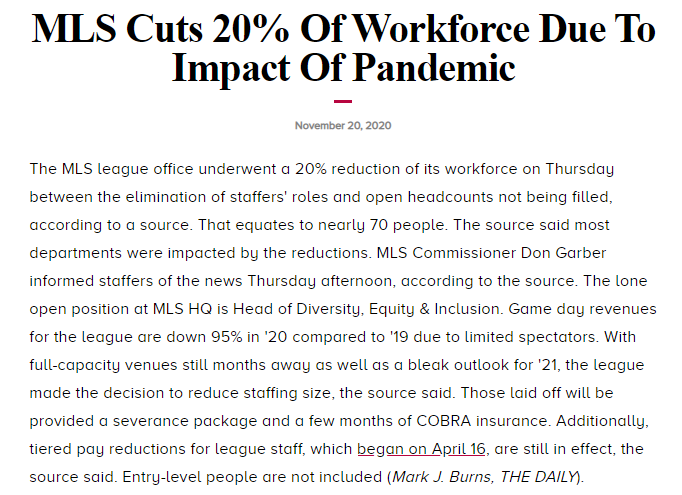 MLS Cuts 20% Of Workforce Due To
Impact Of Pandemic
November 20, 2020
The MLS league office underwent a 20% reduction of its workforce on Thursday
between the elimination of staffers' roles and open headcounts not being filled,
according to a source. That equates to nearly 70 people. The source said most
departments were impacted by the reductions. MLS Commissioner Don Garber
informed staffers of the news Thursday afternoon, according to the source. The lone
open position at MLS HQ is Head of Diversity, Equity & Inclusion. Game day revenues
for the league are down 95% in '20 compared to '19 due to limited spectators. With
full-capacity venues still months away as well as a bleak outlook for '21, the league
made the decision to reduce staffing size, the source said. Those laid off will be
provided a severance package and a few months of COBRA insurance. Additionally,
tiered pay reductions for league staff, which began on April 16, are still in effect, the
source said. Entry-level people are not included (Mark J. Burns, THE DAILY).